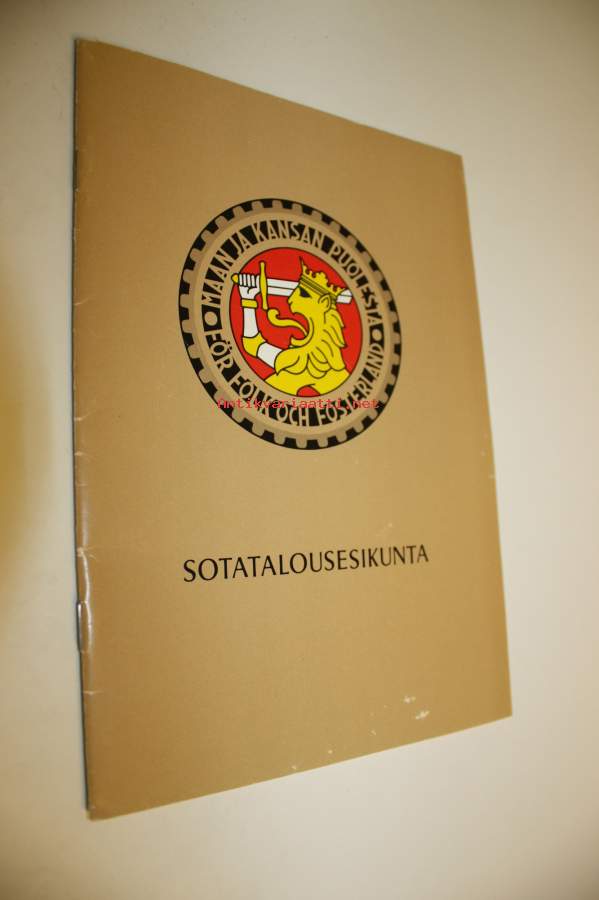 MAAN JA KANSAN PUOLESTA
FÖR FOLK OCH FOSTERLAND
Antikvariaatti.net
SOTATALOUSESIKUNTA